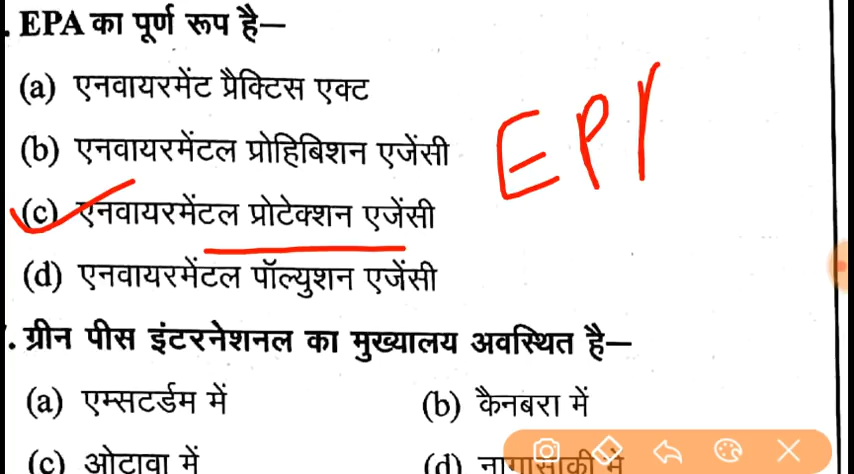 . EPA का पूर्ण रूप है—
(a) एनवायरमेंट प्रैक्टिस एक्ट
(b) एनवायरमेंटल प्रोहिबिशन एजेंसी
(c) एनवायरमेंटल प्रोटेक्शन एजेंसी
(d) एनवायरमेंटल पॉल्युशन एजेंसी
EP
. ग्रीन पीस इंटरनेशनल का मुख्यालय अवस्थित है—
(a) एम्सटर्डम में (b) कैनबरा में
(c) ओटावा में (d) नागासाकी में